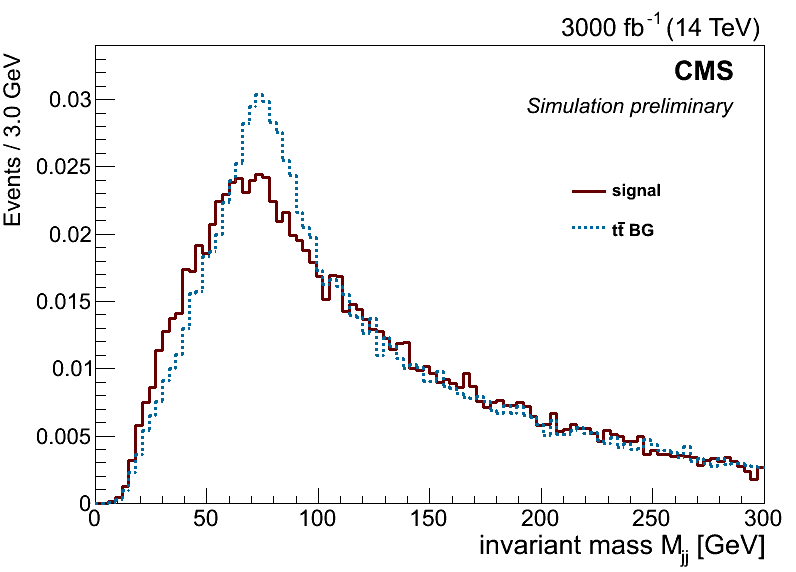 3000 fb⁻¹ (14 TeV)
CMS
Simulation preliminary
Events / 3.0 GeV
0.03
0.025
0.02
0.015
0.01
0.005
0
signal
tt̄ BG
0 50 100 150 200 250 300
invariant mass Mjj [GeV]